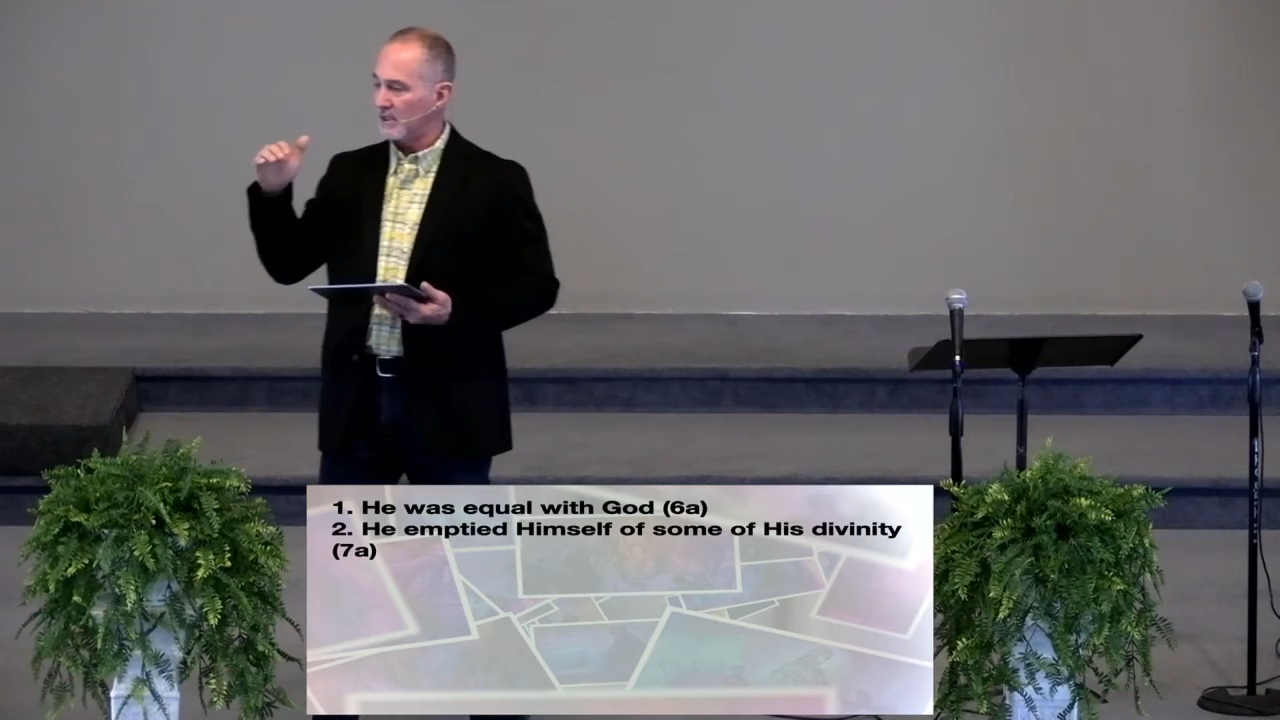 1. He was equal with God (6a)
2. He emptied Himself of some of His divinity
(7a)